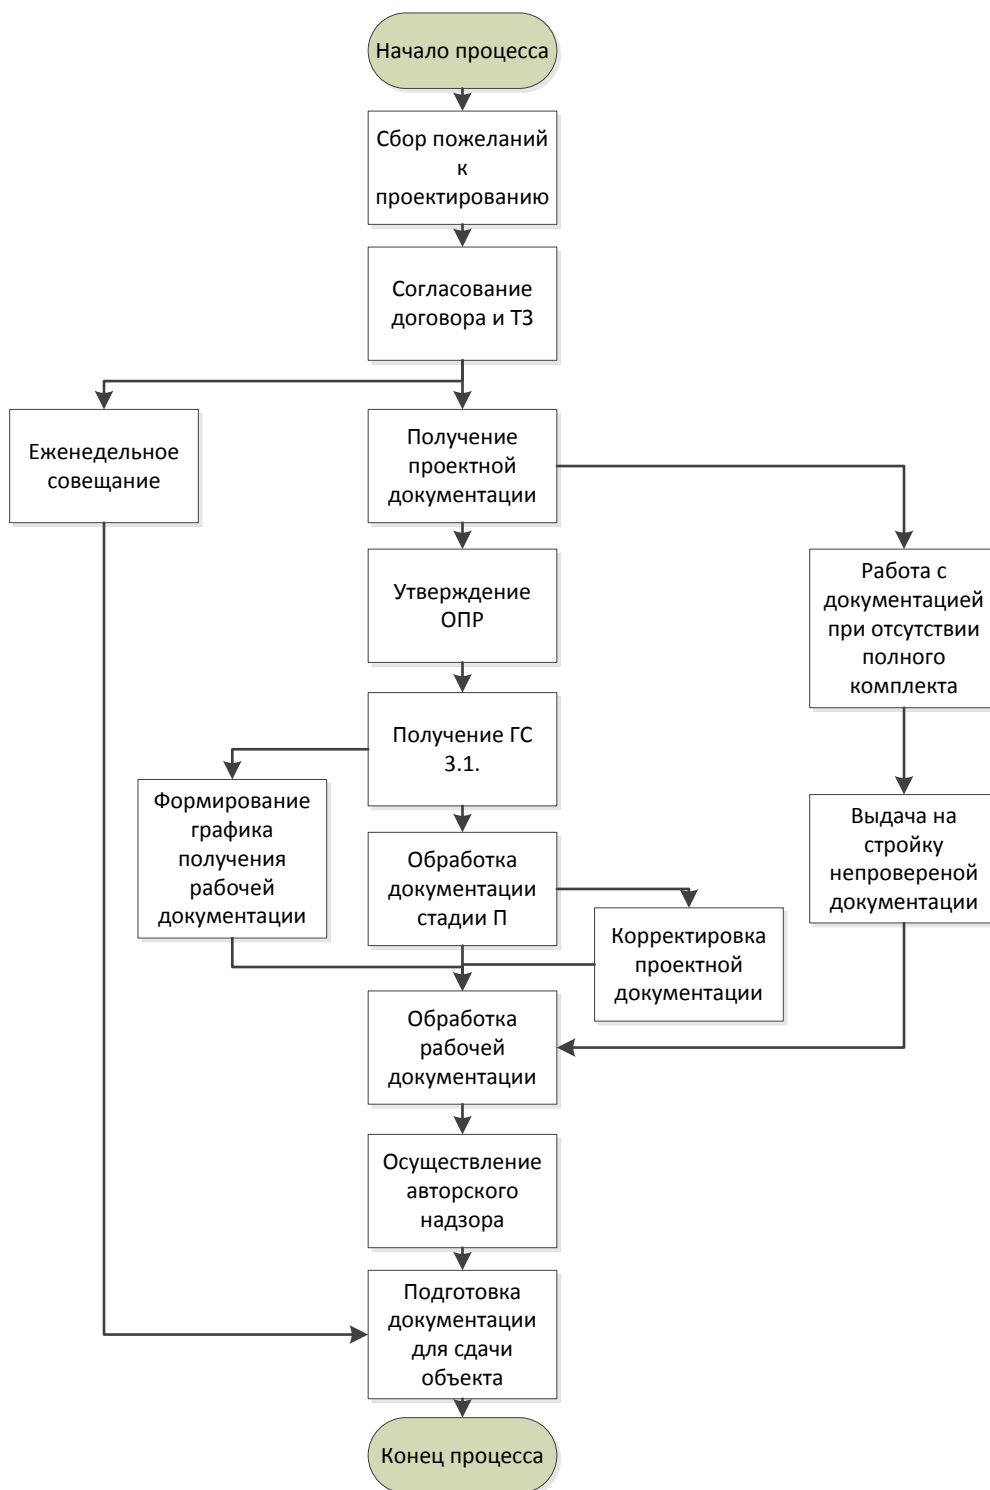 Начало процесса
Сбор пожеланий
к
проектированию
Согласование
договора и ТЗ
Еженедельное
совещание
Получение
проектной
документации
Утверждение
ОПР
Работа с
документацией
при отсутствии
полного
комплекта
Получение ГС
3.1.
Формирование
графика
получения
рабочей
документации
Обработка
документации
стадии П
Выдача на
стройку
непровереной
документации
Корректировка
проектной
документации
Обработка
рабочей
документации
Осуществление
авторского
надзора
Подготовка
документации
для сдачи
объекта
Конец процесса